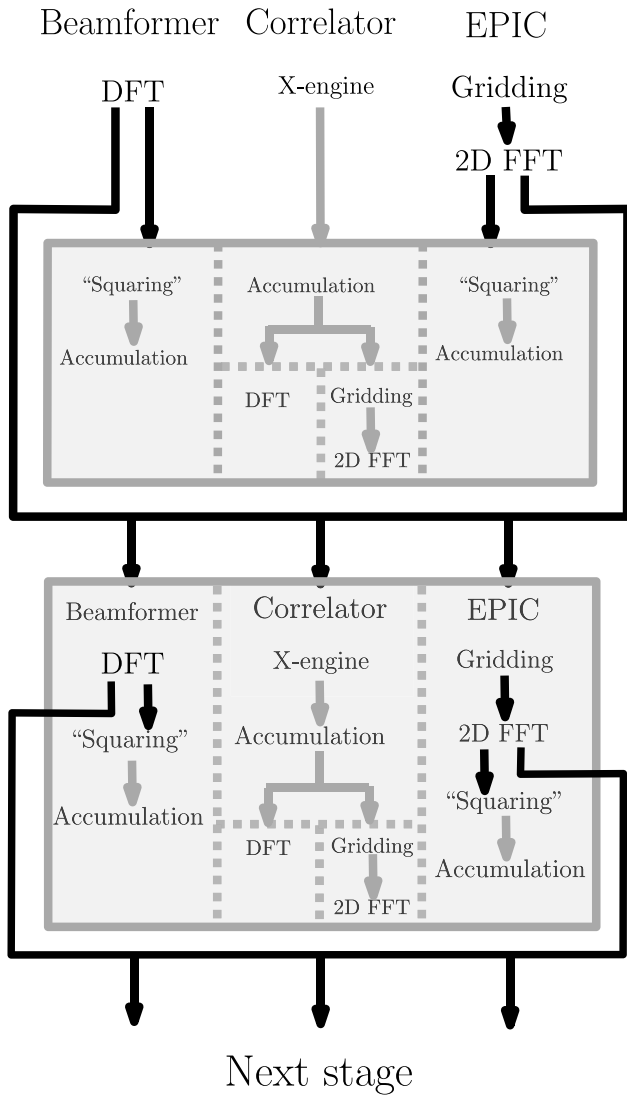 Beamformer Correlator EPIC
DFT X-engine Gridding
2D FFT
“Squaring” Accumulation “Squaring”
Accumulation Accumulation
DFT Gridding
2D FFT
Beamformer Correlator EPIC
DFT X-engine Gridding
“Squaring” Accumulation 2D FFT
Accumulation “Squaring”
DFT Gridding Accumulation
2D FFT
Next stage